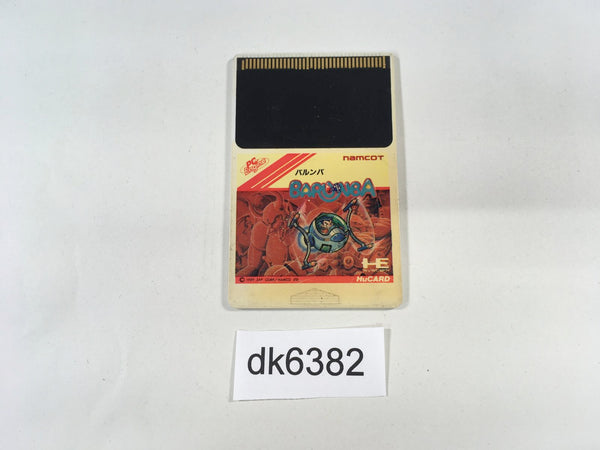 PC Engine
namcot
バルンバ
BARUNBA
HE
HuCARD
dk6382